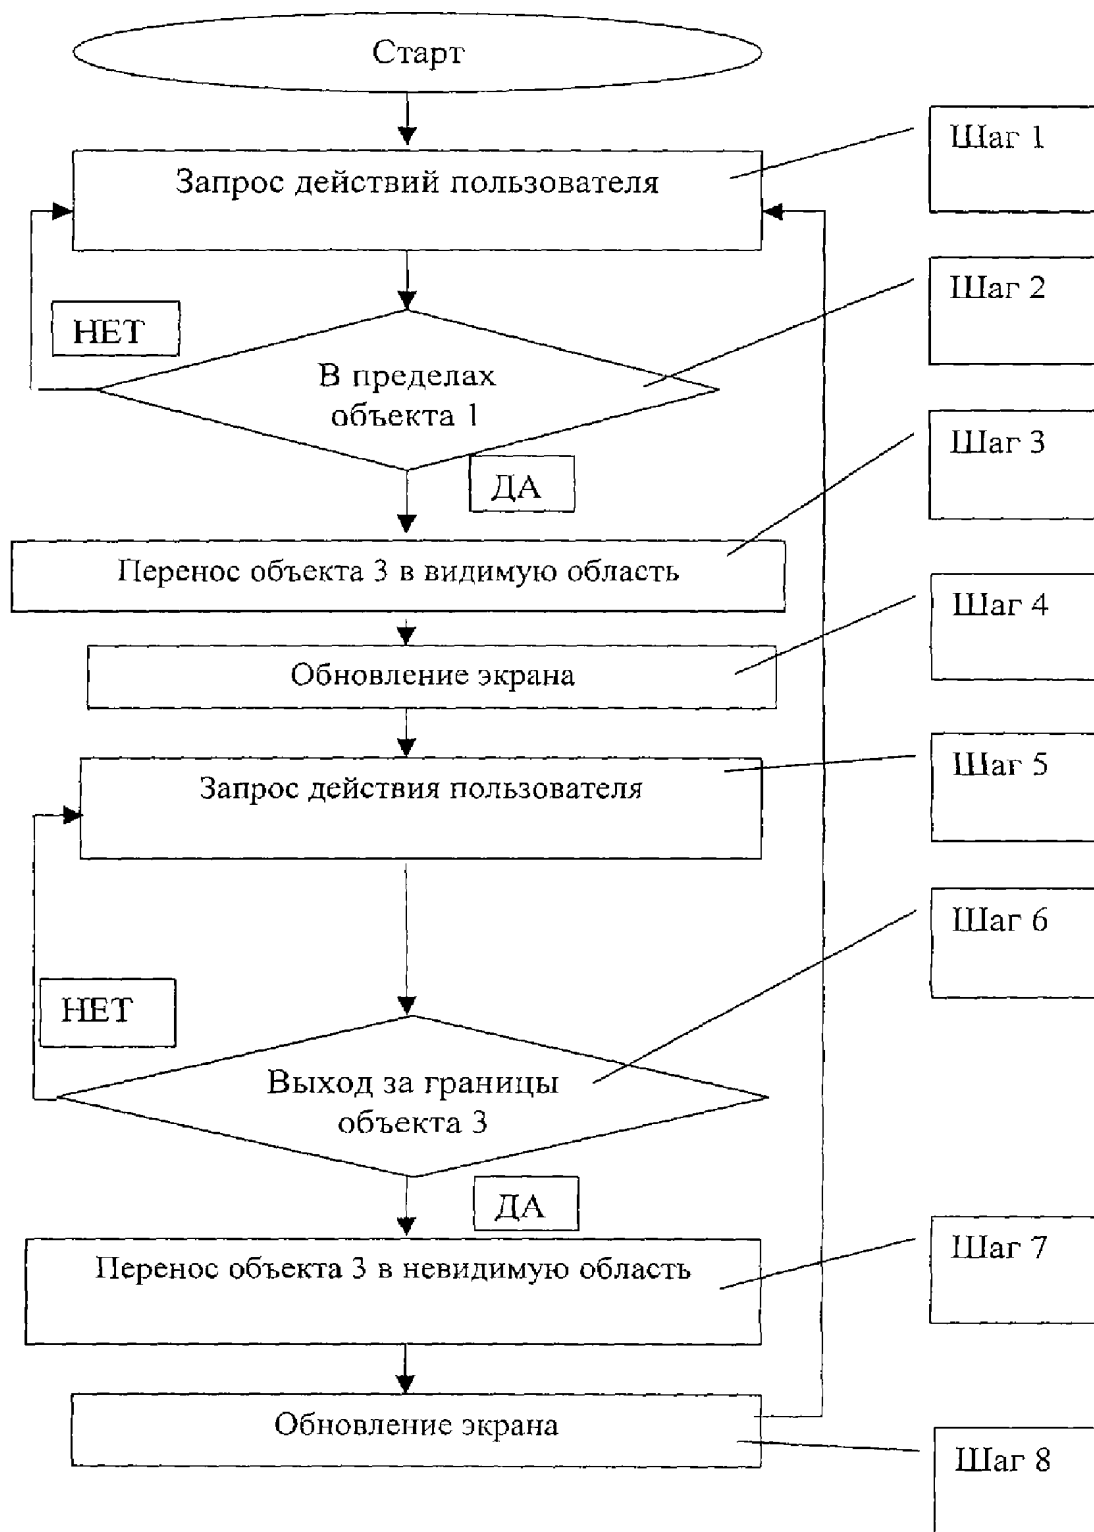 Старт
Шаг 1
Запрос действий пользователя
Шаг 2
НЕТ
В пределах
объекта 1
Шаг 3
ДА
Перенос объекта 3 в видимую область
Шаг 4
Обновление экрана
Шаг 5
Запрос действия пользователя
Шаг 6
НЕТ
Выход за границы
объекта 3
ДА
Шаг 7
Перенос объекта 3 в невидимую область
Обновление экрана
Шаг 8